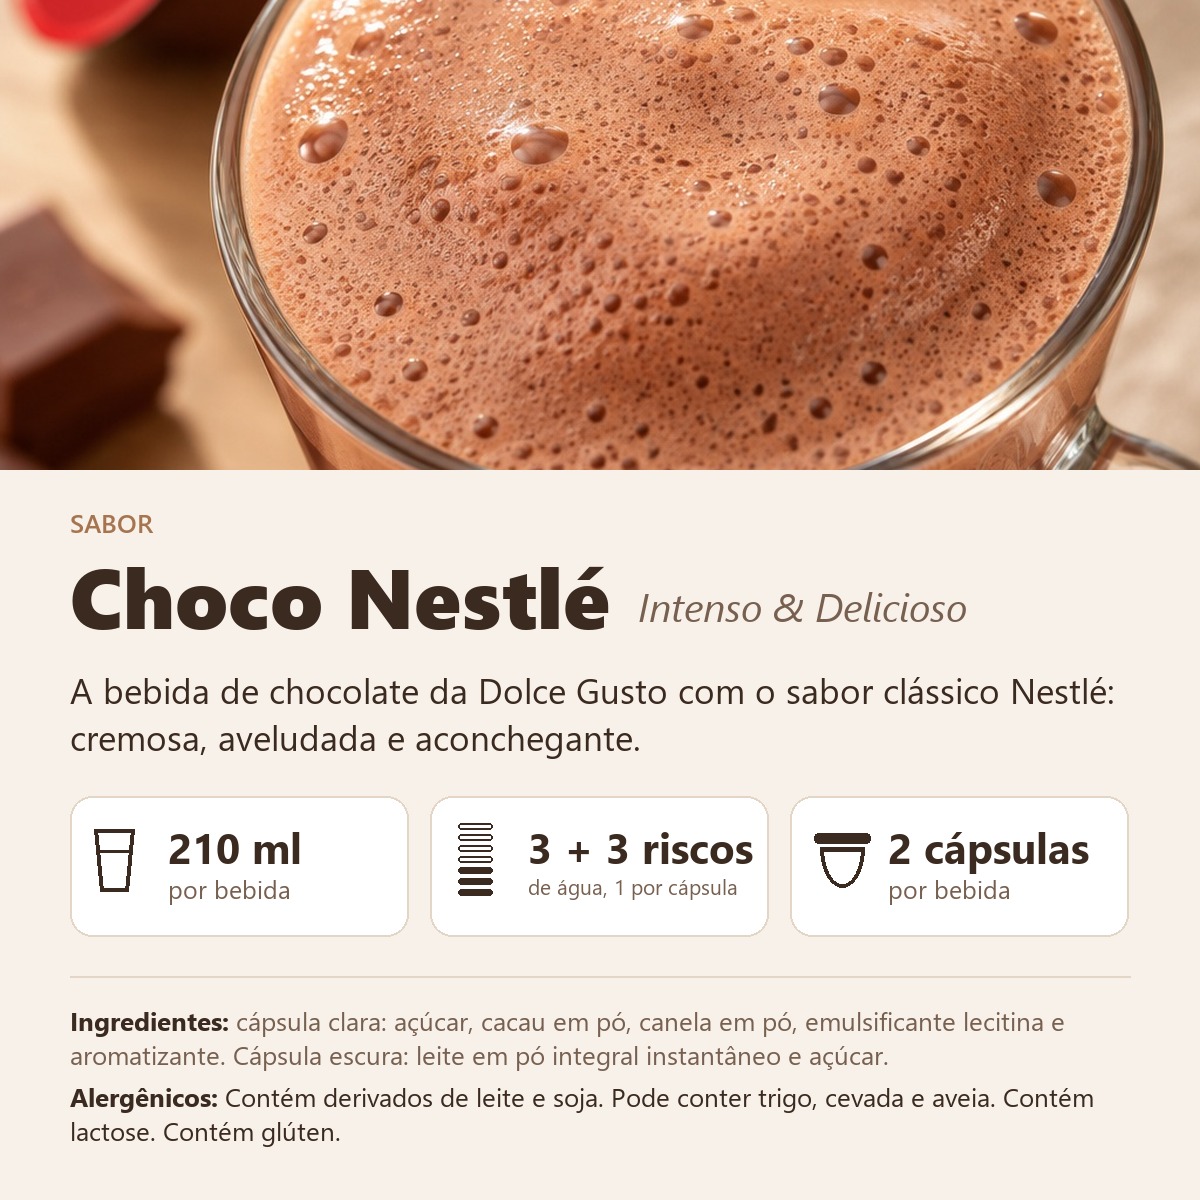 SABOR
Choco Nestlé Intenso & Delicioso
A bebida de chocolate da Dolce Gusto com o sabor clássico Nestlé:
cremosa, aveludada e aconchegante.
210 ml
por bebida
3 + 3 riscos
de água, 1 por cápsula
2 cápsulas
por bebida
Ingredientes: cápsula clara: açúcar, cacau em pó, canela em pó, emulsificante lecitina e
aromatizante. Cápsula escura: leite em pó integral instantâneo e açúcar.
Alergênicos: Contém derivados de leite e soja. Pode conter trigo, cevada e aveia. Contém
lactose. Contém glúten.